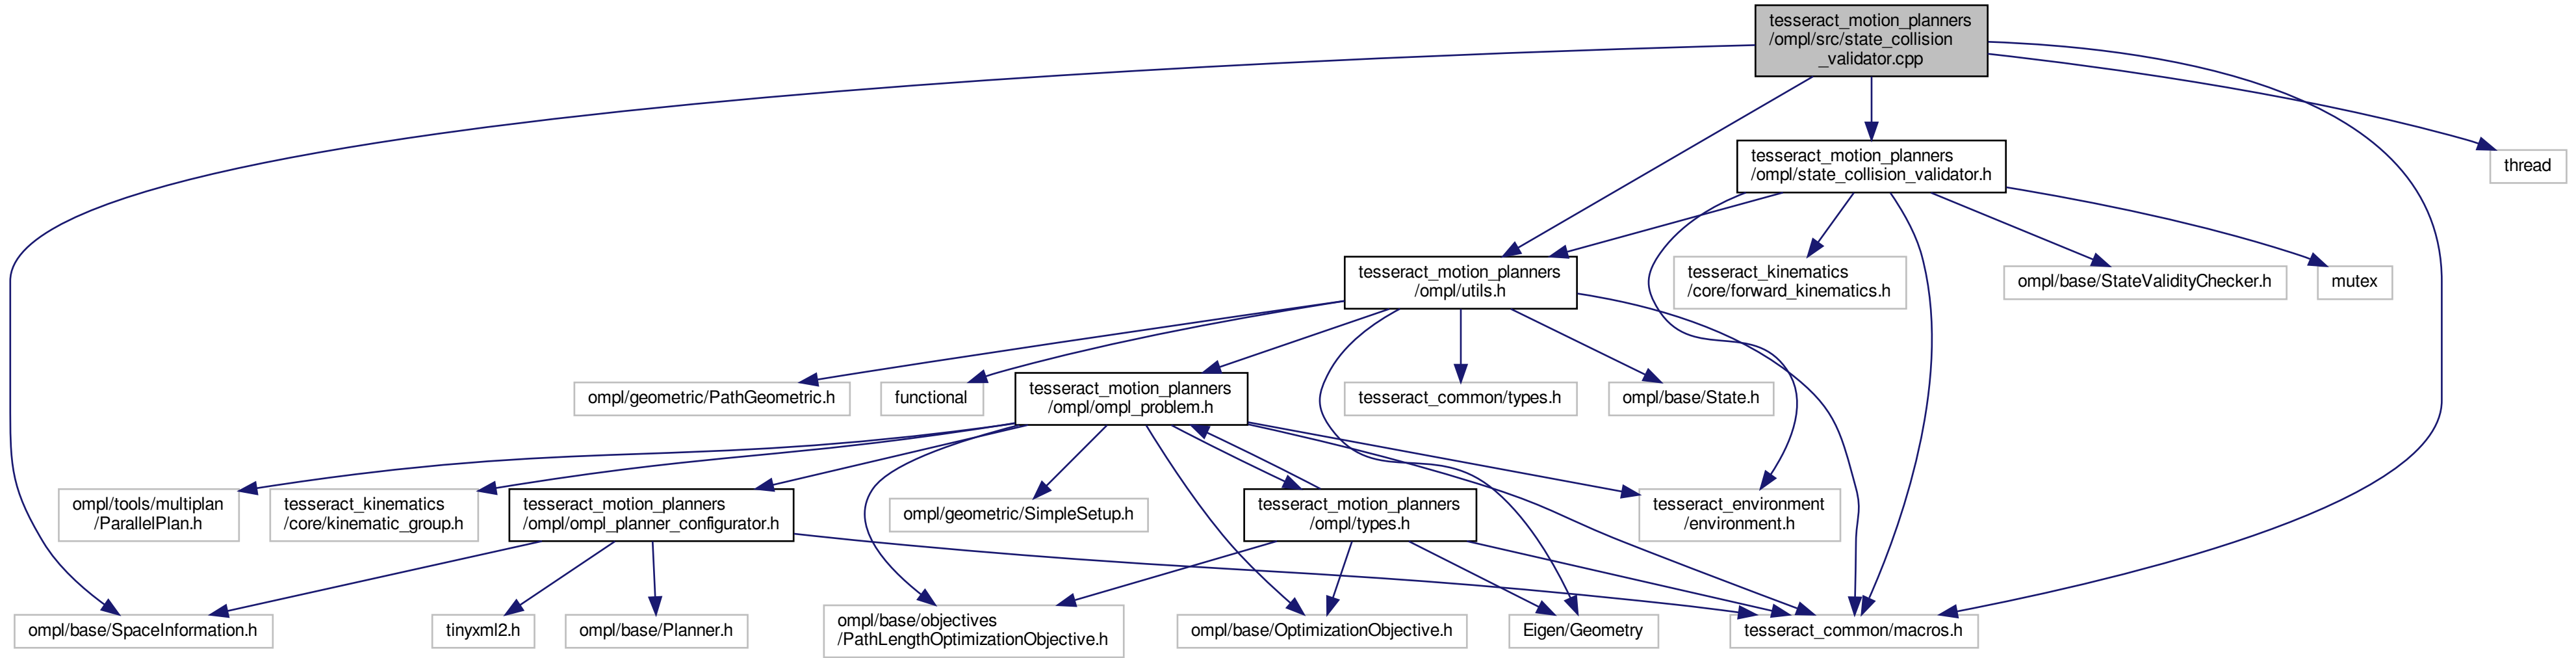 tesseract_motion_planners
/ompl/src/state_collision
_validator.cpp
tesseract_motion_planners
/ompl/state_collision_validator.h
thread
tesseract_motion_planners
/ompl/utils.h
tesseract_kinematics
/core/forward_kinematics.h
ompl/base/StateValidityChecker.h
mutex
ompl/geometric/PathGeometric.h
functional
tesseract_motion_planners
/ompl/ompl_problem.h
tesseract_common/types.h
ompl/base/State.h
ompl/tools/multiplan
/ParallelPlan.h
tesseract_kinematics
/core/kinematic_group.h
tesseract_motion_planners
/ompl/ompl_planner_configurator.h
ompl/geometric/SimpleSetup.h
tesseract_motion_planners
/ompl/types.h
tesseract_environment
/environment.h
ompl/base/SpaceInformation.h
tinyxml2.h
ompl/base/Planner.h
ompl/base/objectives
/PathLengthOptimizationObjective.h
ompl/base/OptimizationObjective.h
Eigen/Geometry
tesseract_common/macros.h